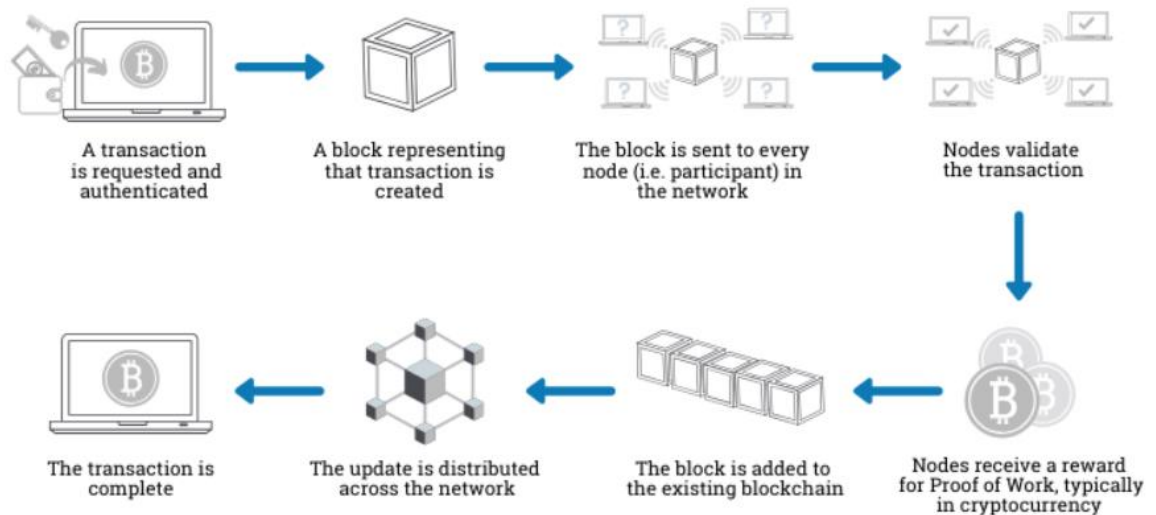 A transaction
is requested and
authenticated
A block representing
that transaction is
created
The block is sent to every
node (i.e. participant) in
the network
Nodes validate
the transaction
Nodes receive a reward
for Proof of Work, typically
in cryptocurrency
The block is added to
the existing blockchain
The update is distributed
across the network
The transaction is
complete